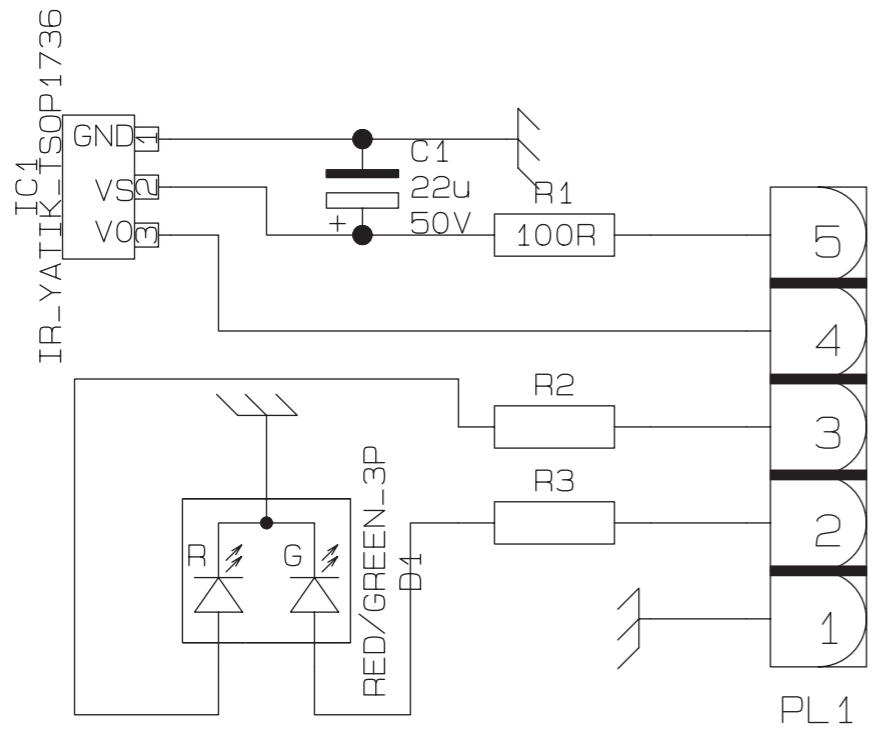 IC1
IR_YATIK_TSOP1736
GND 1
VS 2
VO 3
C1
22u
50V
+
R1
100R
5
4
R2
3
R3
2
R G
RED/GREEN_3P
D1
1
PL1